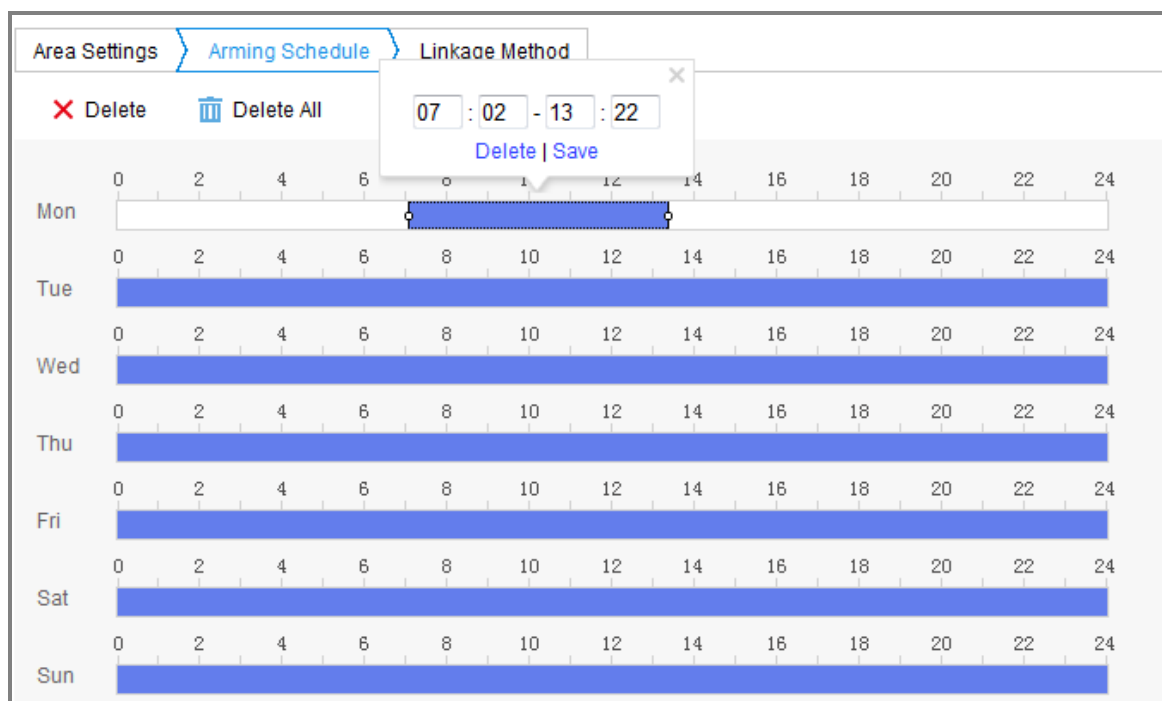 Area Settings Arming Schedule Linkage Method
Delete Delete All
07 : 02 - 13 : 22
Delete | Save
0 2 4 6 8 12 14 16 18 20 22 24
Mon
0 2 4 6 8 10 12 14 16 18 20 22 24
Tue
0 2 4 6 8 10 12 14 16 18 20 22 24
Wed
0 2 4 6 8 10 12 14 16 18 20 22 24
Thu
0 2 4 6 8 10 12 14 16 18 20 22 24
Fri
0 2 4 6 8 10 12 14 16 18 20 22 24
Sat
0 2 4 6 8 10 12 14 16 18 20 22 24
Sun